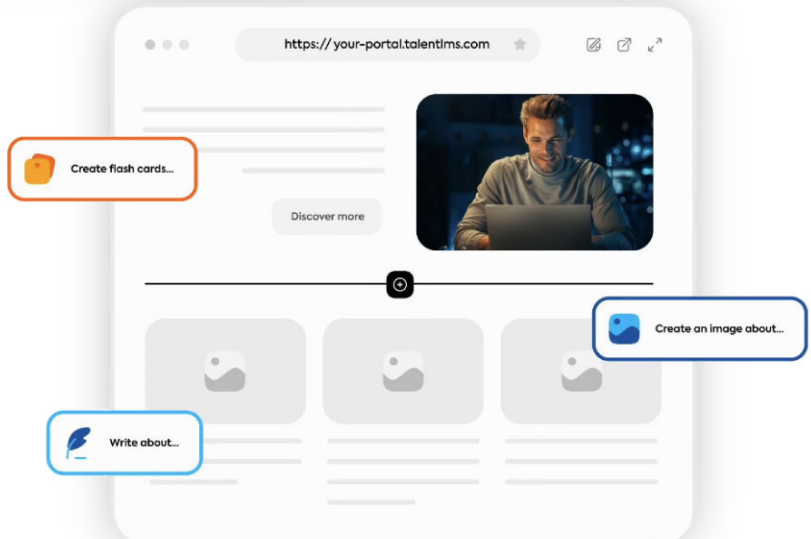 https://your-portal.talentlms.com
Create flash cards...
Discover more
Create an image about...
Write about...